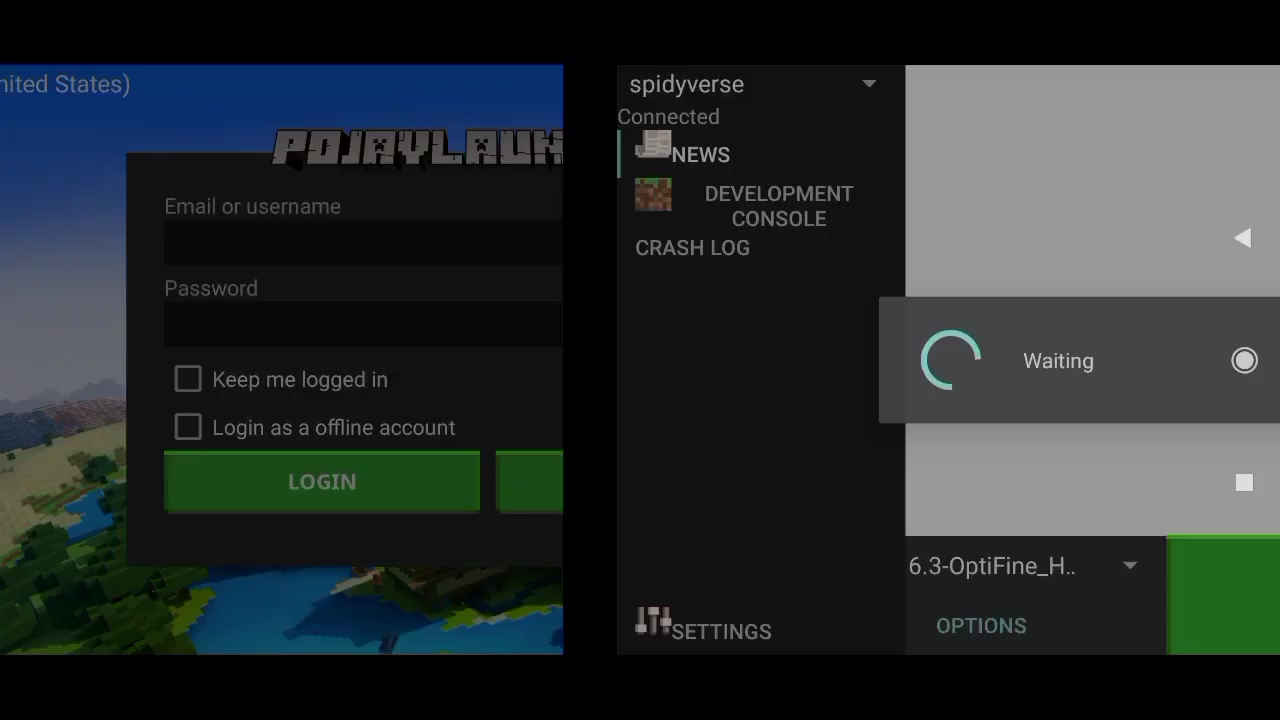 nited States)
POJAVLAUN
Email or username
Password
Keep me logged in
Login as a offline account
LOGIN
spidyverse
Connected
NEWS
DEVELOPMENT
CONSOLE
CRASH LOG
Waiting
6.3-OptiFine_H..
OPTIONS
SETTINGS